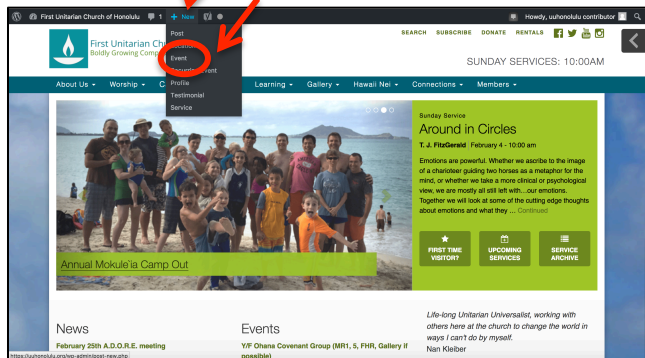 First Unitarian Church of Honolulu 1 + New Howdy, uuhonolulu contributor
Post
Event
Profile
Testimonial
Service
First Unitarian
Boldly Growing
SEARCH SUBSCRIBE DONATE RENTALS
SUNDAY SERVICES: 10:00AM
About Us Worship Learning Gallery Hawaii Nei Connections Members
Annual Mokule`ia Camp Out
Sunday Service
Around in Circles
T. J. FitzGerald February 4 - 10:00 am
Emotions are powerful. Whether we ascribe to the image
of a charioteer guiding two horses as a metaphor for the
mind, or whether we take a more clinical or psychological
view, we are mostly all still left with…our emotions.
Together we will look at some of the cutting edge thoughts
about emotions and what they … Continued
FIRST TIME
VISITOR?
UPCOMING
SERVICES
SERVICE
ARCHIVE
News
February 25th A.D.O.R.E. meeting
Events
Y/F Ohana Covenant Group (MR1, 5, FHR, Gallery if
possible)
Life-long Unitarian Universalist, working with
others here at the church to change the world in
ways I can't do by myself.
Nan Kleiber
https://uuhonolulu.org/wp-admin/post-new.php